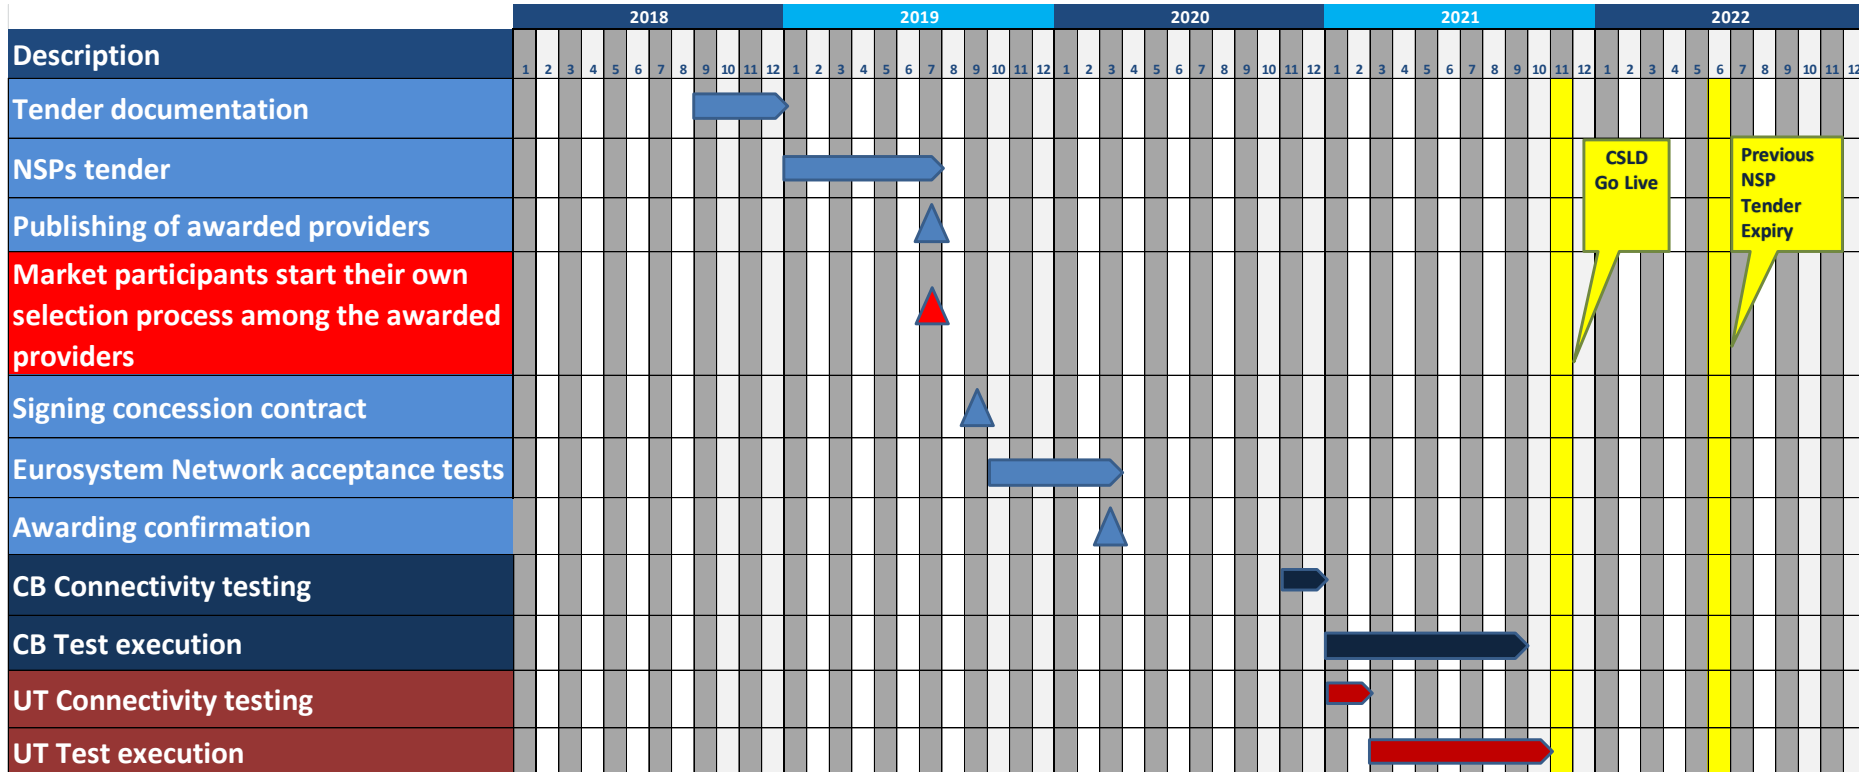 2018 2019 2020 2021 2022
Description 1 2 3 4 5 6 7 8 9 10 11 12 1 2 3 4 5 6 7 8 9 10 11 12 1 2 3 4 5 6 7 8 9 10 11 12 1 2 3 4 5 6 7 8 9 10 11 12 1 2 3 4 5 6 7 8 9 10 11 12
Tender documentation
NSPs tender
CSLD
Go Live
Previous
NSP
Tender
Expiry
Publishing of awarded providers
Market participants start their own
selection process among the awarded
providers
Signing concession contract
Eurosystem Network acceptance tests
Awarding confirmation
CB Connectivity testing
CB Test execution
UT Connectivity testing
UT Test execution